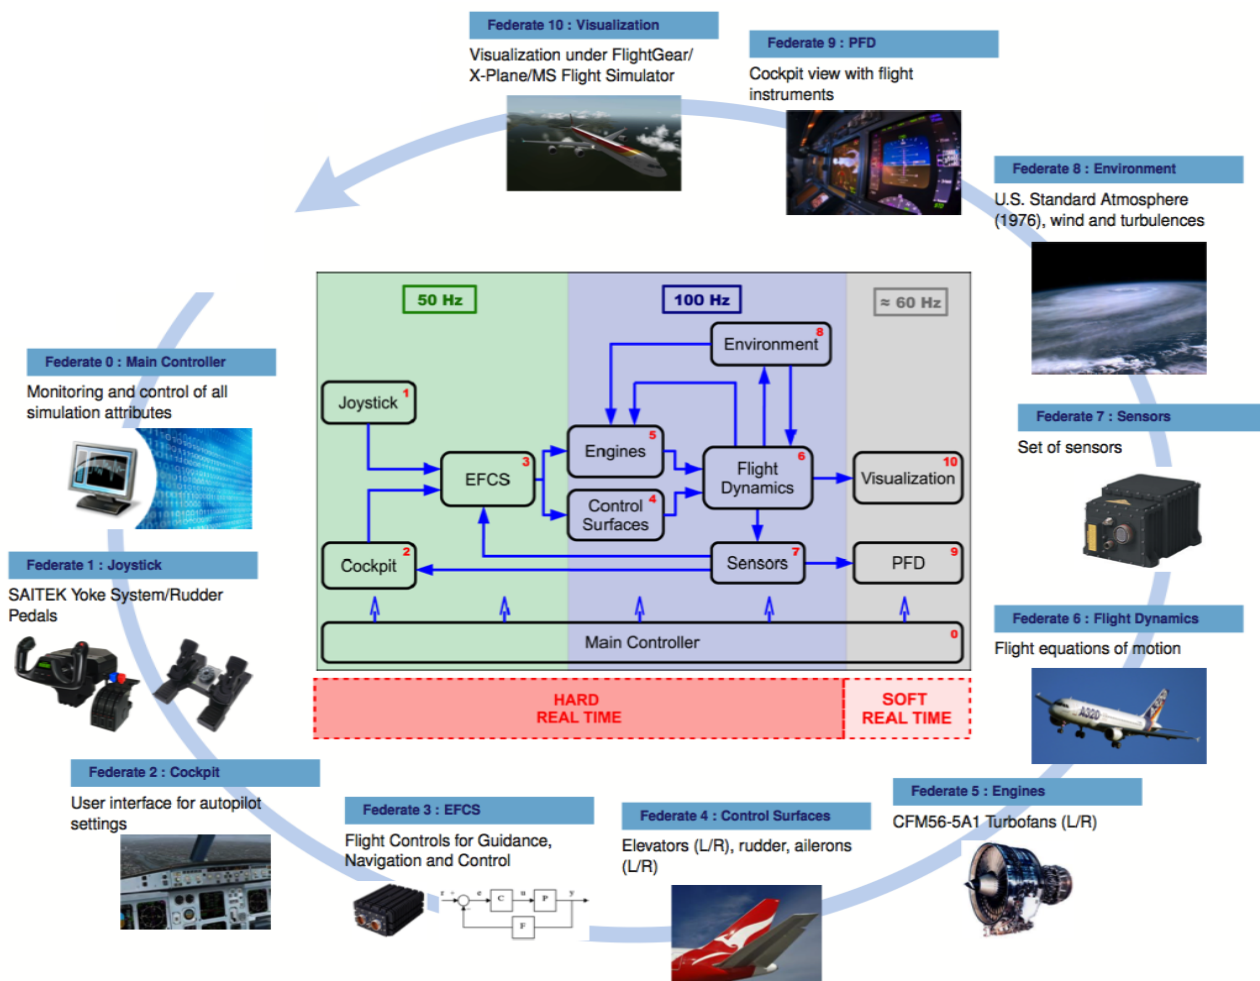 Federate 10 : Visualization
Visualization under FlightGear/
X-Plane/MS Flight Simulator
Federate 9 : PFD
Cockpit view with flight
instruments
Federate 8 : Environment
U.S. Standard Atmosphere
(1976), wind and turbulences
Federate 0 : Main Controller
Monitoring and control of all
simulation attributes
Federate 7 : Sensors
Set of sensors
Federate 1 : Joystick
SAITEK Yoke System/Rudder
Pedals
Federate 6 : Flight Dynamics
Flight equations of motion
A320
Federate 2 : Cockpit
User interface for autopilot
settings
Federate 3 : EFCS
Flight Controls for Guidance,
Navigation and Control
r + e C u P y
-
F
Federate 4 : Control Surfaces
Elevators (L/R), rudder, ailerons
(L/R)
Federate 5 : Engines
CFM56-5A1 Turbofans (L/R)
50 Hz
100 Hz
≈ 60 Hz
Environment 8
Joystick 1
Engines 5
EFCS 3
Flight 6
Dynamics
Visualization 10
Control 4
Surfaces
Cockpit 2
Sensors 7
PFD 9
Main Controller 0
HARD
REAL TIME
SOFT
REAL TIME